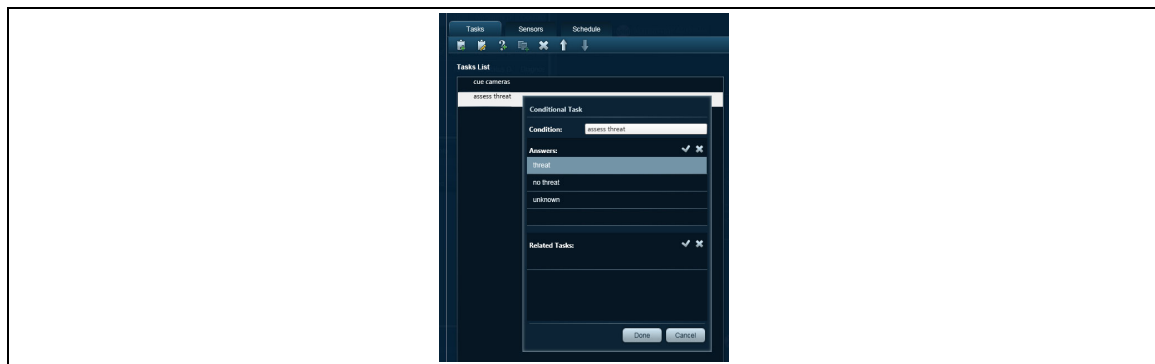 Tasks Sensors Schedule
Tasks List
cue cameras
assess threat
Conditional Task
Condition: assess threat
Answers:
threat
no threat
unknown
Related Tasks:
Done Cancel